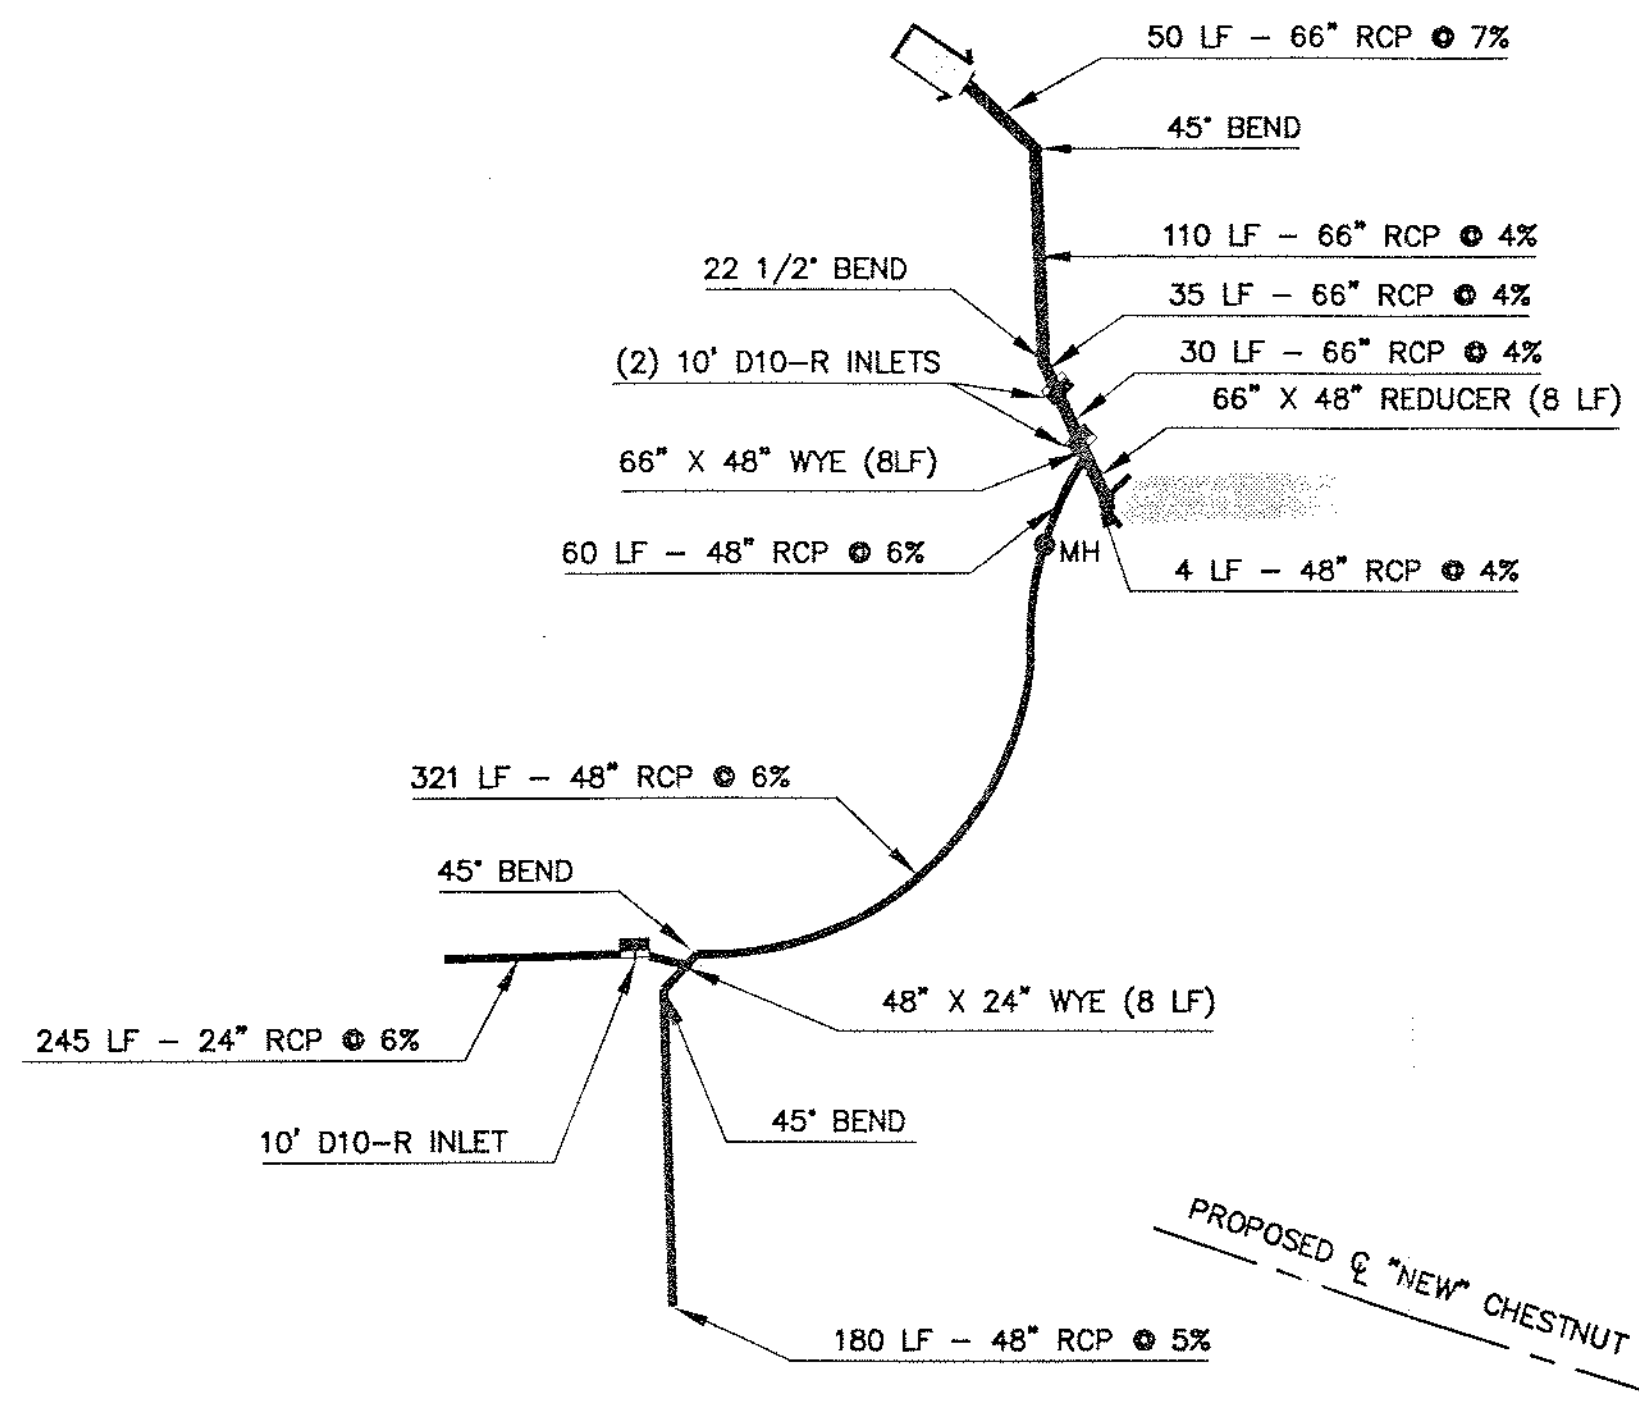 50 LF - 66" RCP @ 7%
45° BEND
110 LF - 66" RCP @ 4%
22 1/2° BEND
35 LF - 66" RCP @ 4%
(2) 10' D10-R INLETS
30 LF - 66" RCP @ 4%
66" X 48" REDUCER (8 LF)
66" X 48" WYE (8LF)
60 LF - 48" RCP @ 6%
MH
4 LF - 48" RCP @ 4%
321 LF - 48" RCP @ 6%
45° BEND
48" X 24" WYE (8 LF)
245 LF - 24" RCP @ 6%
45° BEND
10' D10-R INLET
PROPOSED ℄ "NEW" CHESTNUT
180 LF - 48" RCP @ 5%